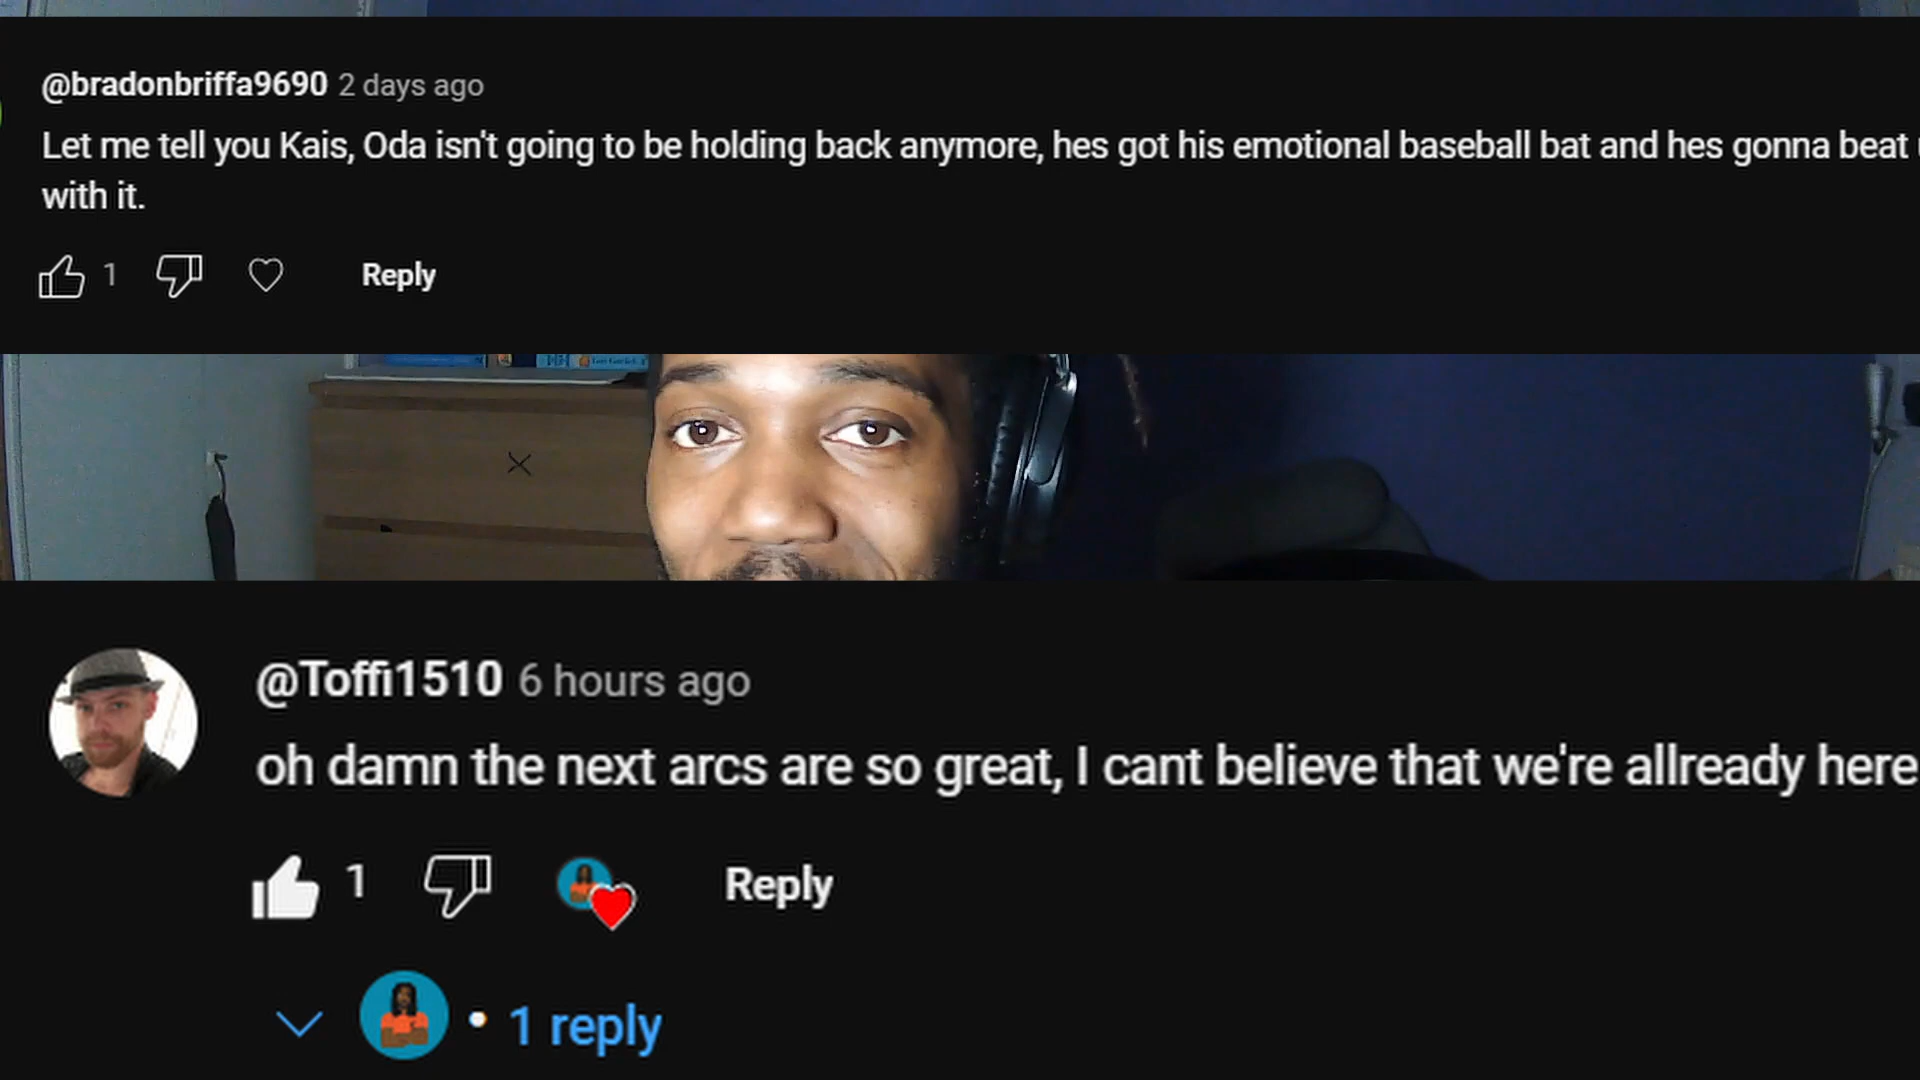 @bradonbriffa9690 2 days ago
Let me tell you Kais, Oda isn't going to be holding back anymore, hes got his emotional baseball bat and hes gonna beat
with it.
1 Reply
@Toffi1510 6 hours ago
oh damn the next arcs are so great, I cant believe that we're allready here
1 Reply
• 1 reply